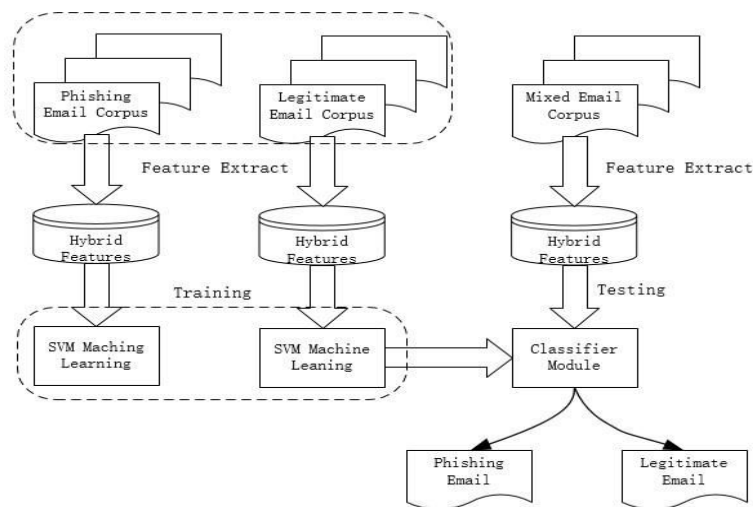 Phishing
Email Corpus
Legitimate
Email Corpus
Mixed Email
Corpus
Feature Extract
Feature Extract
Hybrid
Features
Hybrid
Features
Hybrid
Features
Training
Testing
SVM Maching
Learning
SVM Machine
Leaning
Classifier
Module
Phishing
Email
Legitimate
Email